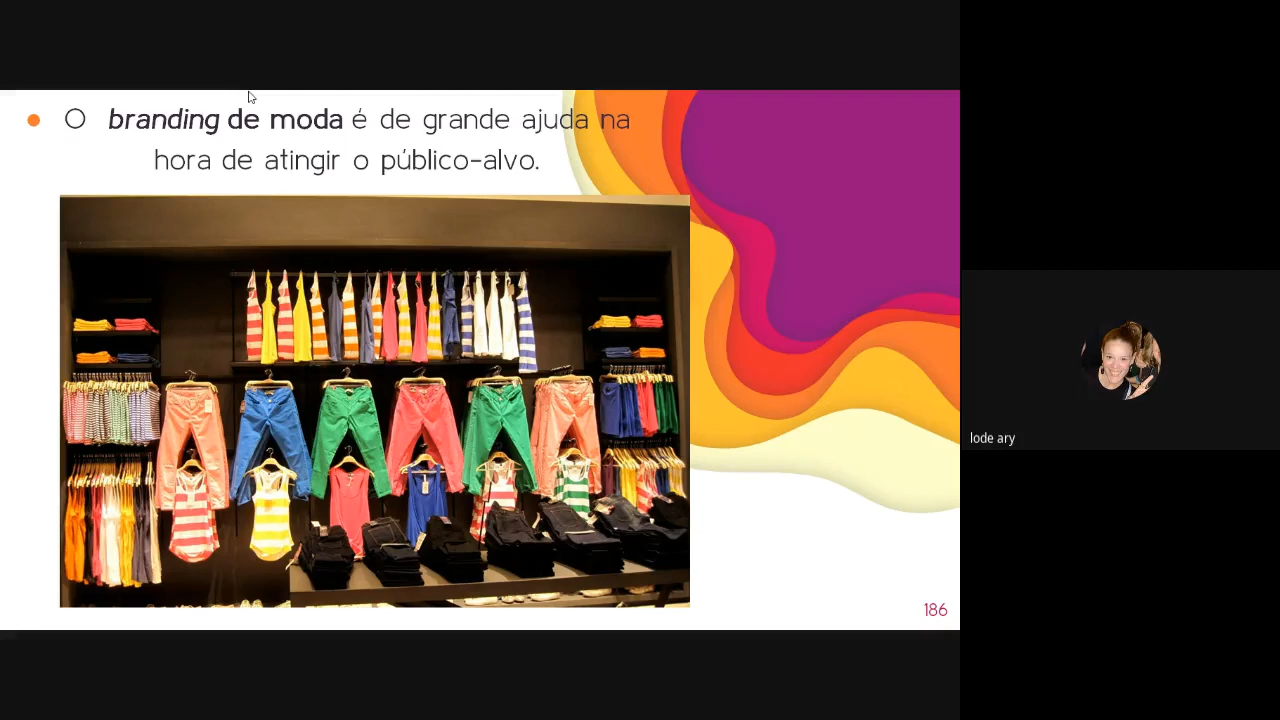 O branding de moda é de grande ajuda na
hora de atingir o público-alvo.
186
lode ary